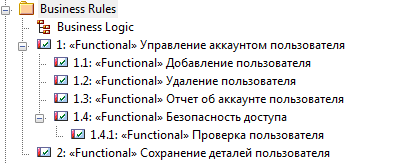 Business Rules
Business Logic
1: «Functional» Управление аккаунтом пользователя
1.1: «Functional» Добавление пользователя
1.2: «Functional» Удаление пользователя
1.3: «Functional» Отчет об аккаунте пользователя
1.4: «Functional» Безопасность доступа
1.4.1: «Functional» Проверка пользователя
2: «Functional» Сохранение деталей пользователя